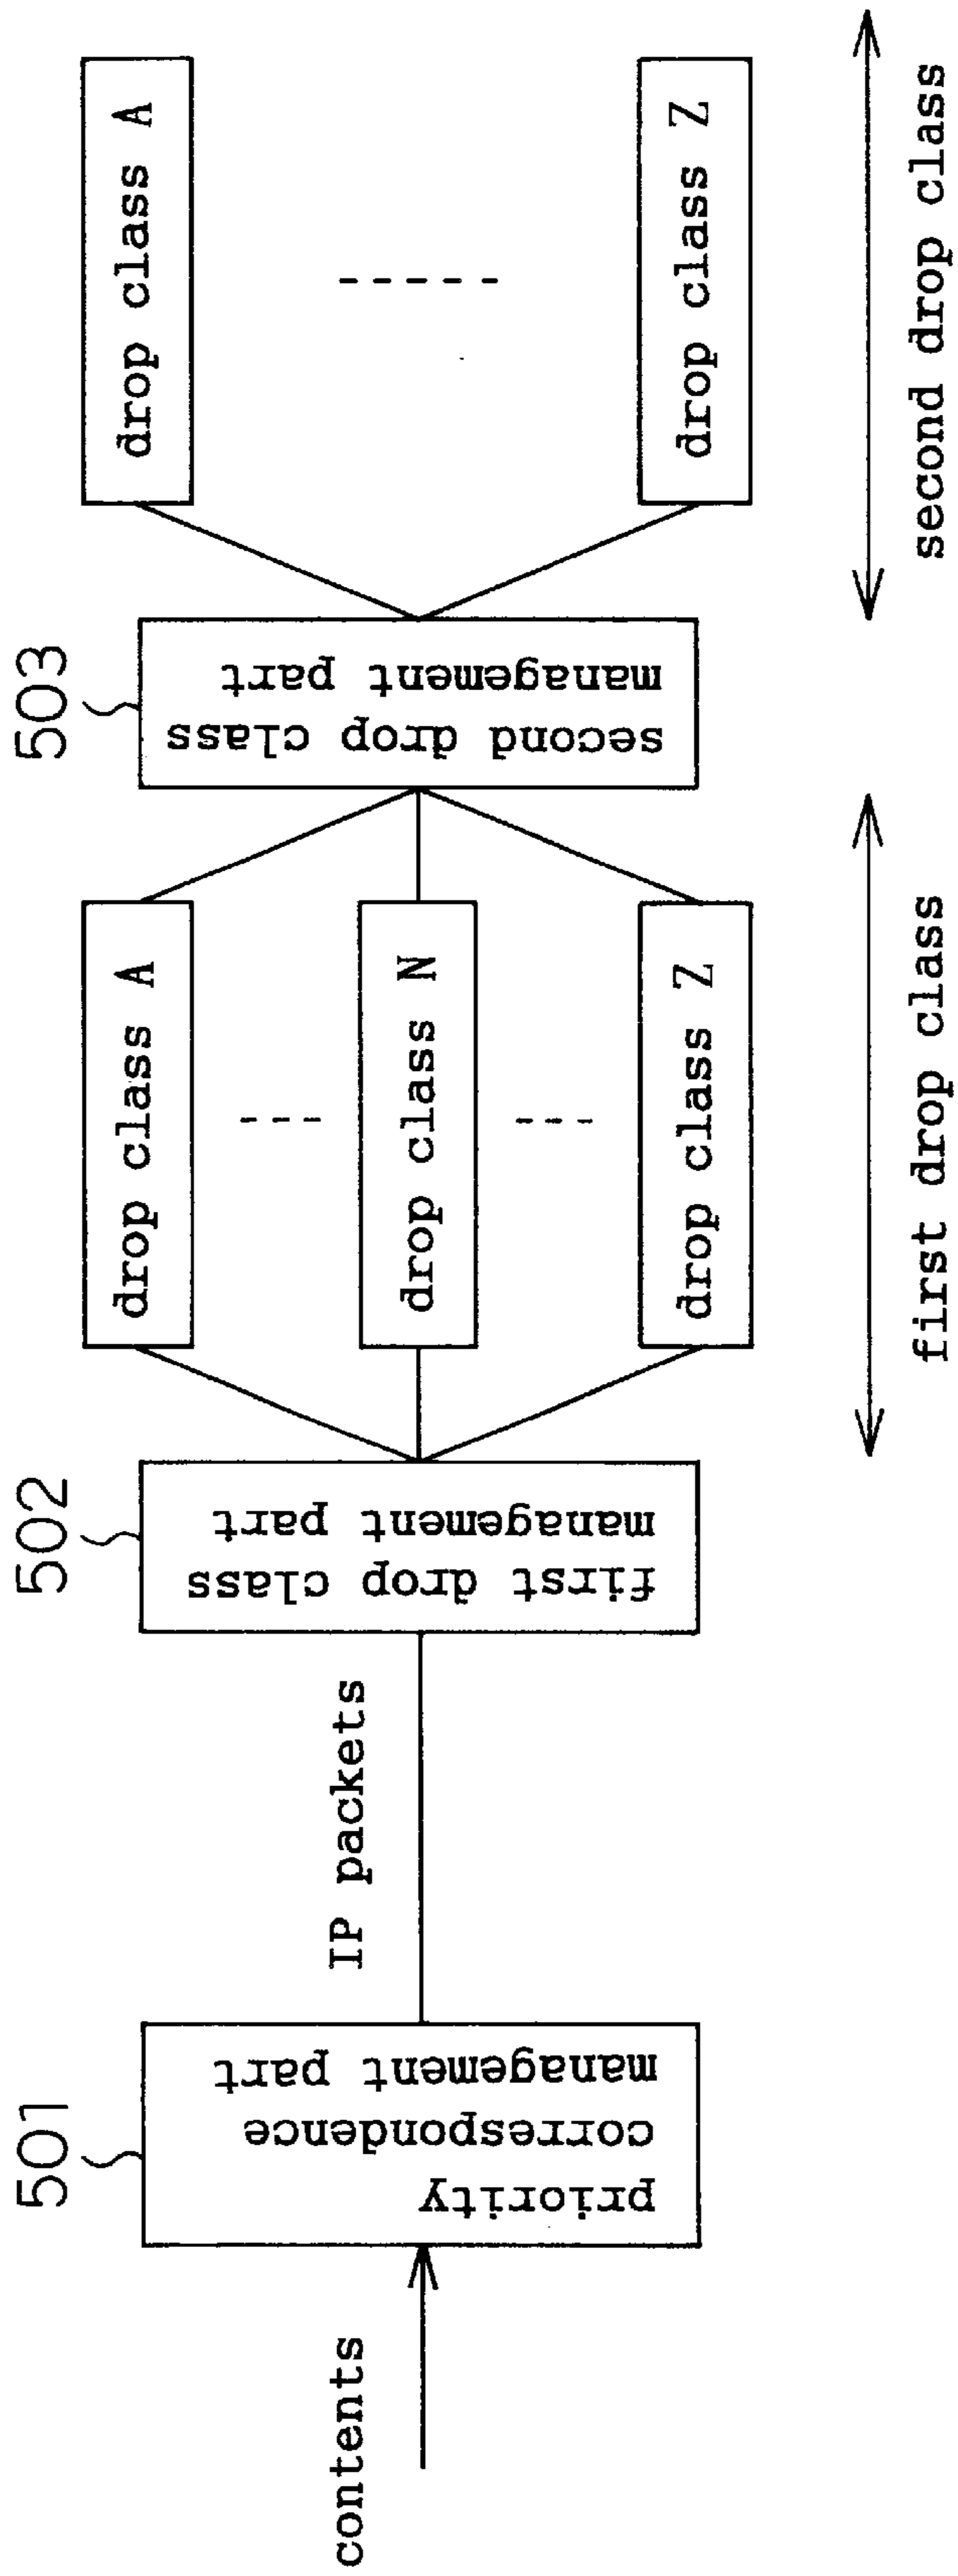 contents
501
priority
correspondence
management part
IP packets
502
first drop class
management part
drop class A
drop class N
drop class Z
first drop class
503
second drop class
management part
drop class A
drop class Z
second drop class